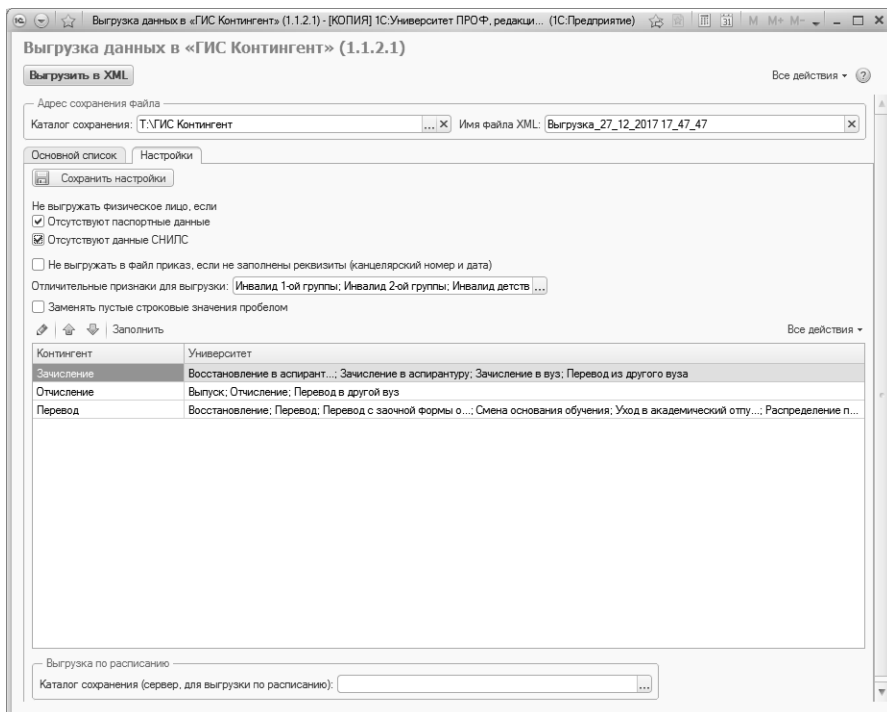 Выгрузка данных в «ГИС Контингент» (1.1.2.1) - [КОПИЯ] 1С:Университет ПРОФ, редакци... (1С:Предприятие) 31 M M+ M-
Выгрузка данных в «ГИС Контингент» (1.1.2.1)
Выгрузить в XML Все действия ?
Адрес сохранения файла
Каталог сохранения: T:\ГИС Контингент ... Имя файла XML: Выгрузка_27_12_2017 17_47_47
Основной список Настройки
Сохранить настройки
Не выгружать физическое лицо, если
Отсутствуют паспортные данные
Отсутствуют данные СНИЛС
Не выгружать в файл приказ, если не заполнены реквизиты (канцелярский номер и дата)
Отличительные признаки для выгрузки: Инвалид 1-ой группы; Инвалид 2-ой группы; Инвалид детств ...
Заменять пустые строковые значения пробелом
Заполнить Все действия
Контингент Университет
Зачисление Восстановление в аспирант...; Зачисление в аспирантуру; Зачисление в вуз; Перевод из другого вуза
Отчисление Выпуск; Отчисление; Перевод в другой вуз
Перевод Восстановление; Перевод; Перевод с заочной формы о...; Смена основания обучения; Уход в академический отпу...; Распределение п...
Выгрузка по расписанию
Каталог сохранения (сервер, для выгрузки по расписанию): ...